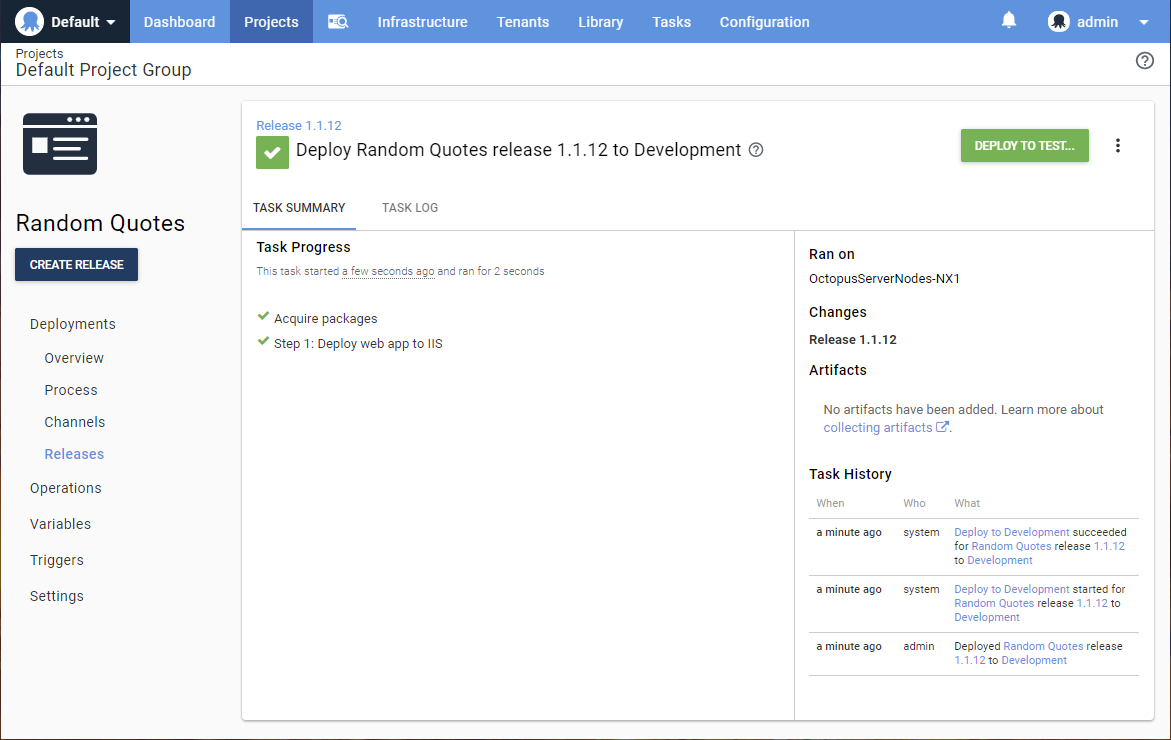 Default Dashboard Projects Infrastructure Tenants Library Tasks Configuration admin
Projects
Default Project Group
Random Quotes
CREATE RELEASE
Deployments
Overview
Process
Channels
Releases
Operations
Variables
Triggers
Settings
Release 1.1.12
Deploy Random Quotes release 1.1.12 to Development
DEPLOY TO TEST...
TASK SUMMARY TASK LOG
Task Progress
This task started a few seconds ago and ran for 2 seconds
Acquire packages
Step 1: Deploy web app to IIS
Ran on
OctopusServerNodes-NX1
Changes
Release 1.1.12
Artifacts
No artifacts have been added. Learn more about
collecting artifacts.
Task History
When Who What
a minute ago system Deploy to Development succeeded
for Random Quotes release 1.1.12
to Development
a minute ago system Deploy to Development started for
Random Quotes release 1.1.12 to
Development
a minute ago admin Deployed Random Quotes release
1.1.12 to Development